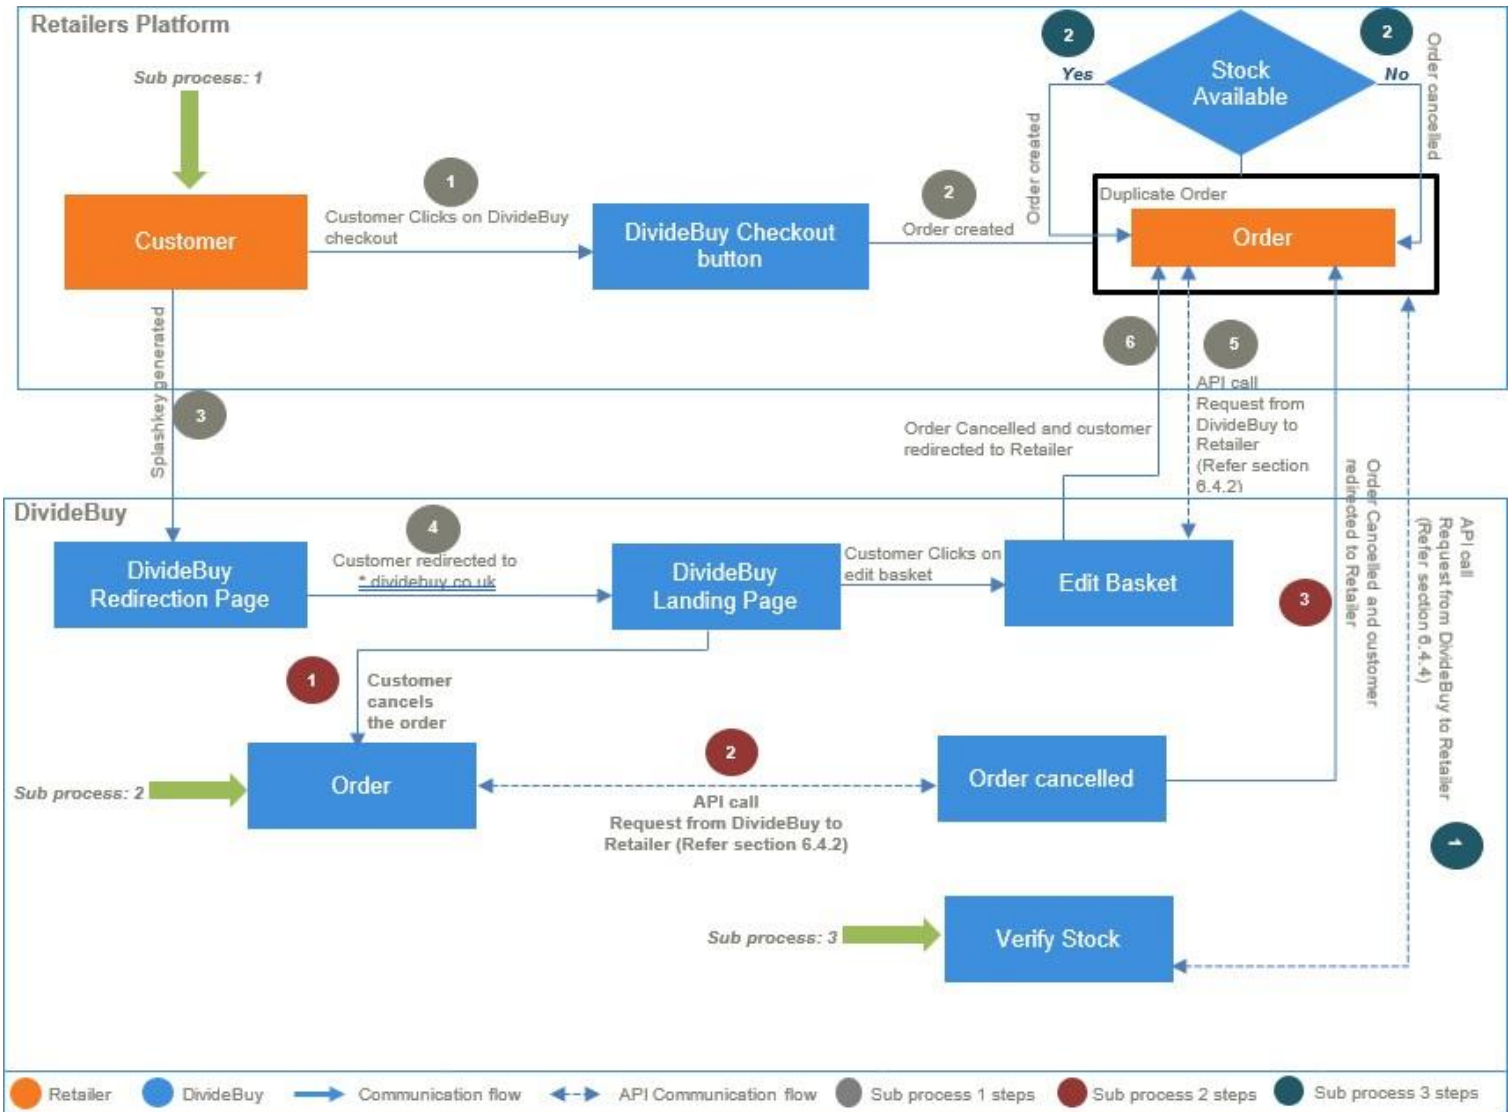 Retailers Platform
Sub process: 1
2
2
Yes
No
Stock
Available
Order created
Order cancelled
1
Customer Clicks on DivideBuy
checkout
Customer
DivideBuy Checkout
button
2
Order created
Duplicate Order
Order
Splashkey generated
3
6
5
API call
Request from
DivideBuy to
Retailer
(Refer section
6.4.2)
Order Cancelled and customer
redirected to Retailer
Order Cancelled and customer
redirected to Retailer
API call
Request from DivideBuy to Retailer
(Refer section 6.4.4)
DivideBuy
DivideBuy
Redirection Page
4
Customer redirected to
*.dividebuy.co.uk
DivideBuy
Landing Page
Customer Clicks on
edit basket
Edit Basket
3
1
Customer
cancels
the order
Sub process: 2
Order
2
API call
Request from DivideBuy to
Retailer (Refer section 6.4.2)
Order cancelled
1
Sub process: 3
Verify Stock
Retailer
DivideBuy
Communication flow
API Communication flow
Sub process 1 steps
Sub process 2 steps
Sub process 3 steps